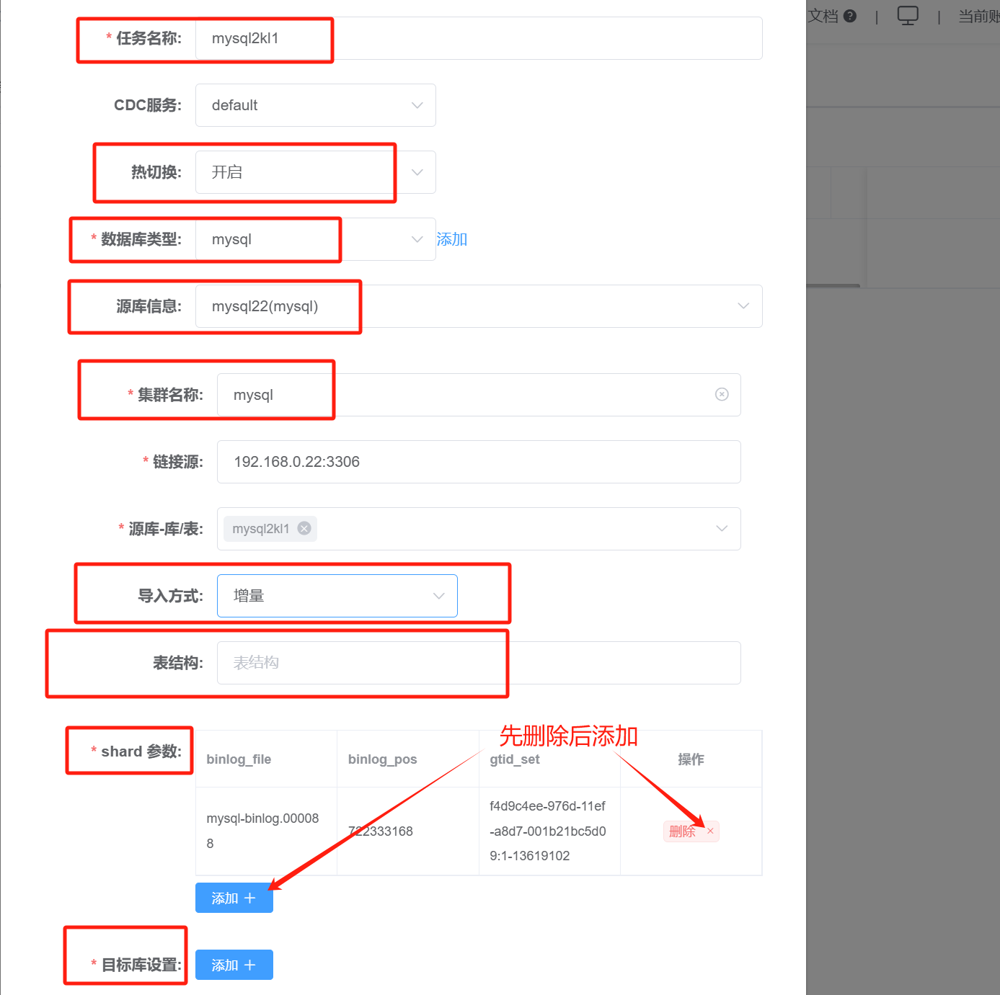 文档 | | 当前账
* 任务名称: mysql2kl1
CDC服务: default
热切换: 开启
* 数据库类型: mysql 添加
源库信息: mysql22(mysql)
* 集群名称: mysql
* 链接源: 192.168.0.22:3306
* 源库-库/表: mysql2kl1
导入方式: 增量
表结构: 表结构
先删除后添加
* shard 参数:
binlog_file binlog_pos gtid_set 操作
mysql-binlog.00008
8
722333168
f4d9c4ee-976d-11ef
-a8d7-001b21bc5d0
9:1-13619102
删除 ×
添加 +
* 目标库设置: 添加 +